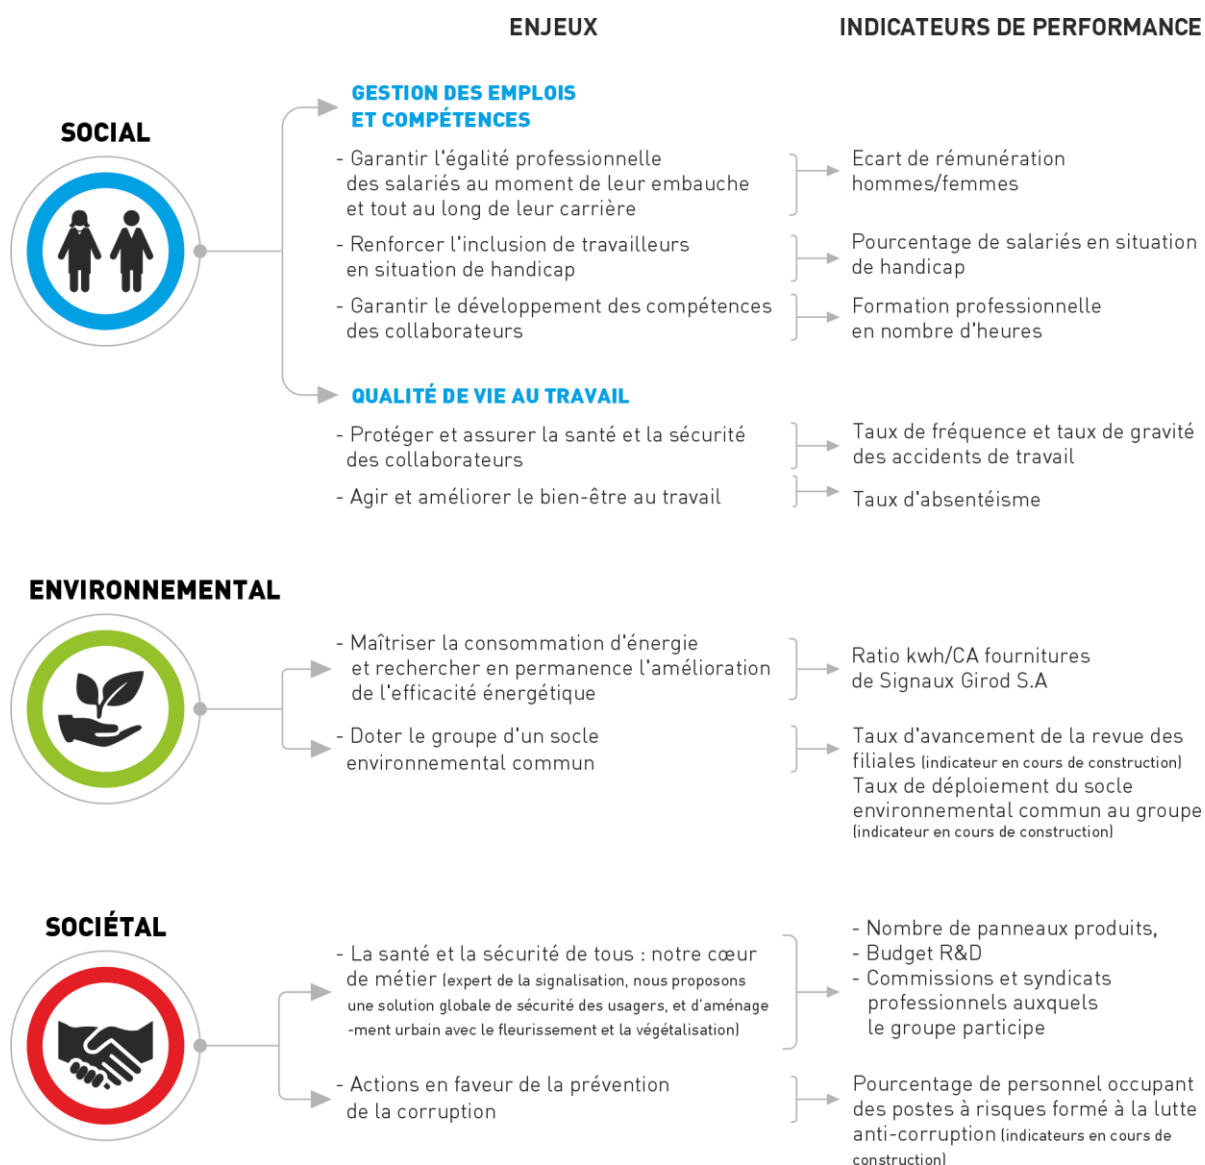 ENJEUX
INDICATEURS DE PERFORMANCE
SOCIAL
GESTION DES EMPLOIS
ET COMPÉTENCES
- Garantir l'égalité professionnelle
des salariés au moment de leur embauche
et tout au long de leur carrière
Ecart de rémunération
hommes/femmes
- Renforcer l'inclusion de travailleurs
en situation de handicap
Pourcentage de salariés en situation
de handicap
- Garantir le développement des compétences
des collaborateurs
Formation professionnelle
en nombre d'heures
QUALITÉ DE VIE AU TRAVAIL
- Protéger et assurer la santé et la sécurité
des collaborateurs
Taux de fréquence et taux de gravité
des accidents de travail
- Agir et améliorer le bien-être au travail
Taux d'absentéisme
ENVIRONNEMENTAL
- Maîtriser la consommation d'énergie
et rechercher en permanence l'amélioration
de l'efficacité énergétique
Ratio kwh/CA fournitures
de Signaux Girod S.A
- Doter le groupe d'un socle
environnemental commun
Taux d'avancement de la revue des
filiales (indicateur en cours de construction)
Taux de déploiement du socle
environnemental commun au groupe
(indicateur en cours de construction)
SOCIÉTAL
- La santé et la sécurité de tous : notre cœur
de métier (expert de la signalisation, nous proposons
une solution globale de sécurité des usagers, et d'aménage
-ment urbain avec le fleurissement et la végétalisation)
- Nombre de panneaux produits,
- Budget R&D
- Commissions et syndicats
professionnels auxquels
le groupe participe
- Actions en faveur de la prévention
de la corruption
Pourcentage de personnel occupant
des postes à risques formé à la lutte
anti-corruption (indicateurs en cours de
construction)